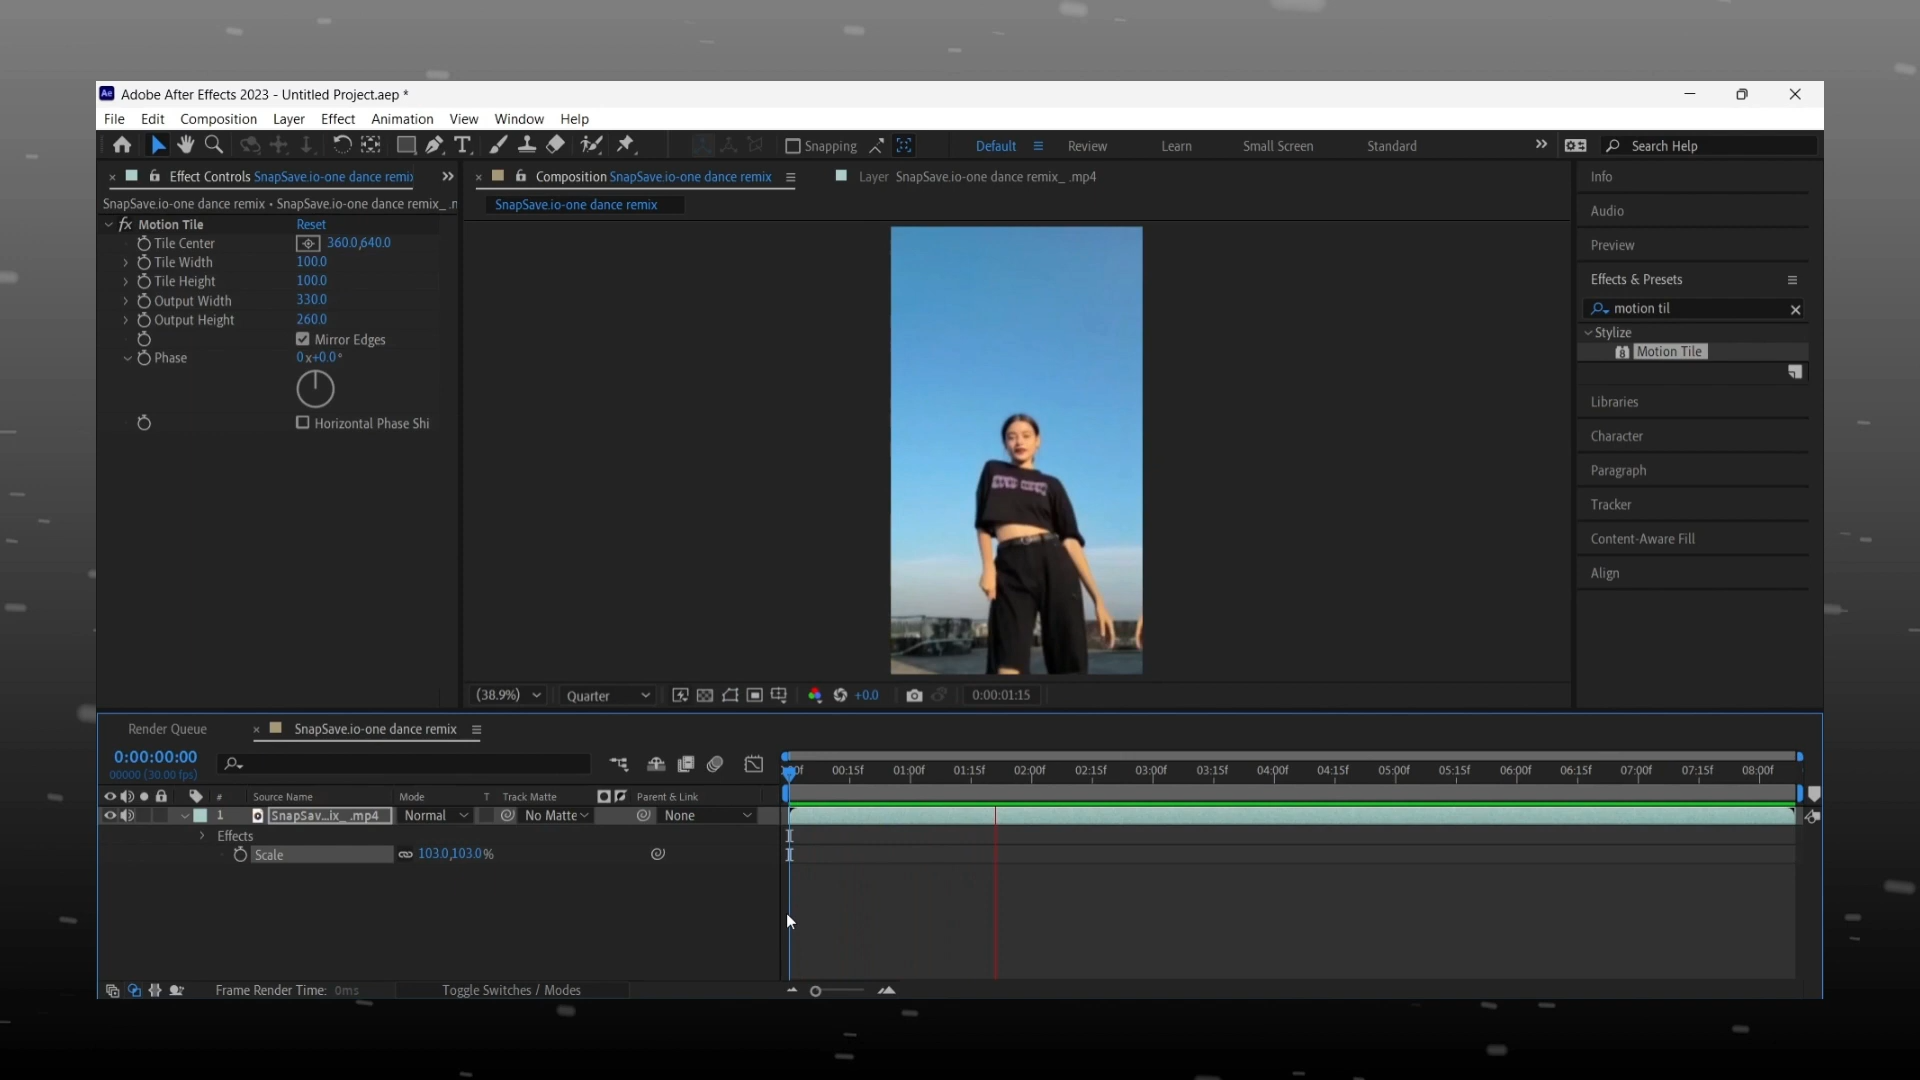 Ae Adobe After Effects 2023 - Untitled Project.aep *
File Edit Composition Layer Effect Animation View Window Help
Snapping Default Review Learn Small Screen Standard Search Help
Effect Controls SnapSave.io-one dance remix
Composition SnapSave.io-one dance remix
Layer SnapSave.io-one dance remix_ .mp4
SnapSave.io-one dance remix • SnapSave.io-one dance remix_ .n
SnapSave.io-one dance remix
fx Motion Tile Reset
Tile Center 360.0,640.0
Tile Width 100.0
Tile Height 100.0
Output Width 330.0
Output Height 260.0
Mirror Edges
Phase 0x+0.0°
Horizontal Phase Shi
Info
Audio
Preview
Effects & Presets
motion til
Stylize
8 Motion Tile
Libraries
Character
Paragraph
Tracker
Content-Aware Fill
Align
(38.9%) Quarter +0.0 0:00:01:15
Render Queue SnapSave.io-one dance remix
0:00:00:00
00000 (30.00 fps)
00:15f 01:00f 01:15f 02:00f 02:15f 03:00f 03:15f 04:00f 04:15f 05:00f 05:15f 06:00f 06:15f 07:00f 07:15f 08:00f
# Source Name Mode T Track Matte Parent & Link
1 SnapSav...ix_ .mp4 Normal No Matte None
Effects
Scale 103.0,103.0%
Frame Render Time: 0ms Toggle Switches / Modes